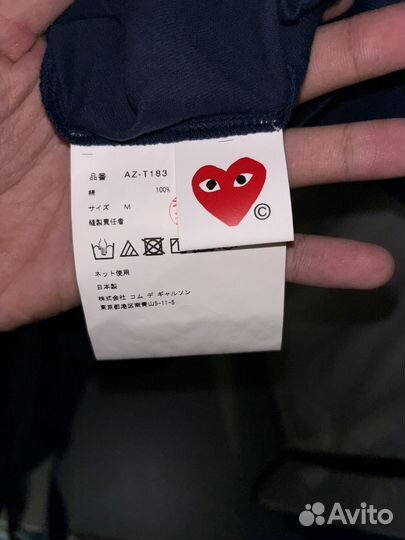 品番 AZ-T183
綿 100%
サイズ M
縫製責任者
©
ネット使用
日本製
株式会社 コム デ ギャルソン
東京都港区南青山5-11-5
Avito